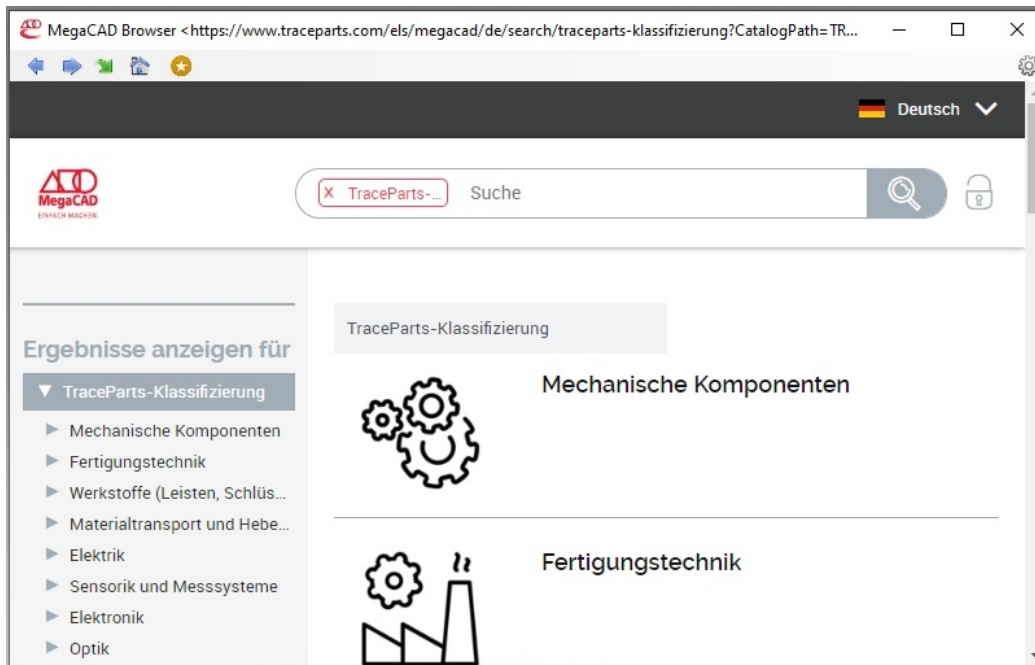 MegaCAD Browser <https://www.traceparts.com/els/megacad/de/search/traceparts-klassifizierung?CatalogPath=TR...
Deutsch
MegaCAD
EINFACH MACHEN.
X TraceParts-...
Suche
Ergebnisse anzeigen für
TraceParts-Klassifizierung
Mechanische Komponenten
Fertigungstechnik
Werkstoffe (Leisten, Schlüs...
Materialtransport und Hebe...
Elektrik
Sensorik und Messsysteme
Elektronik
Optik
TraceParts-Klassifizierung
Mechanische Komponenten
Fertigungstechnik